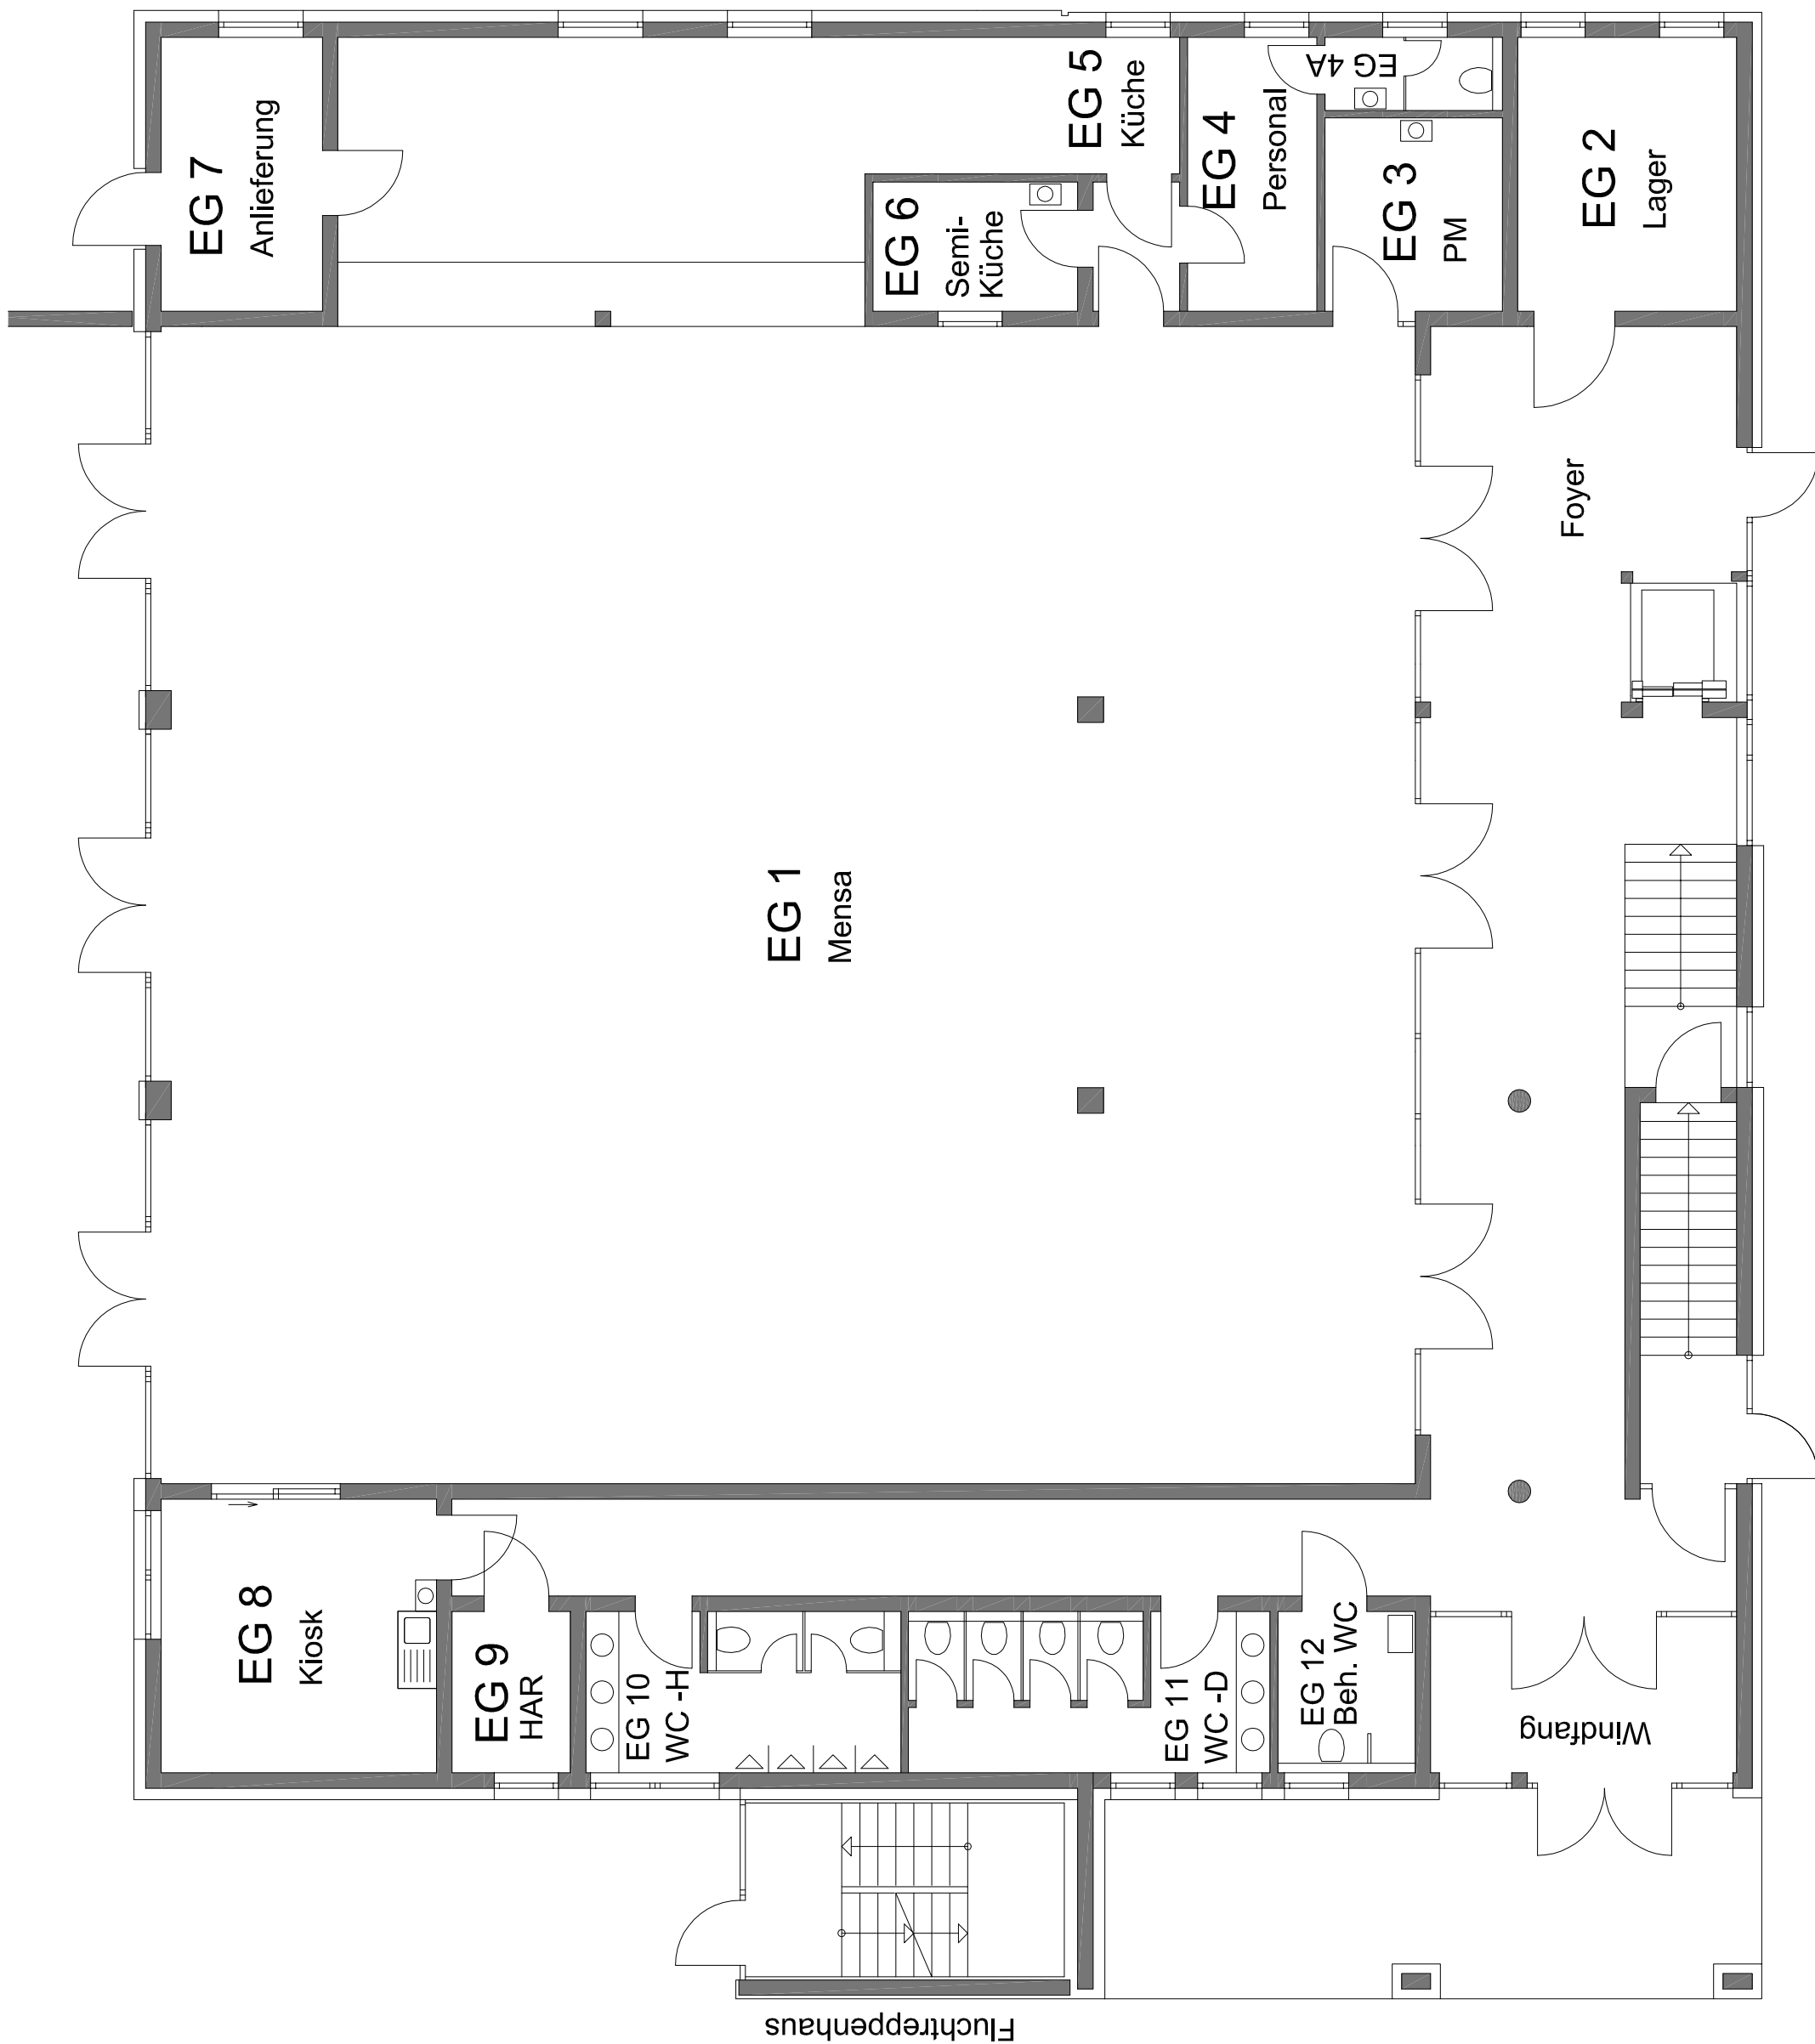 EG 7
Anlieferung
EG 5
Küche
EG 6
Semi-
Küche
EG 4
Personal
EG 4A
EG 3
PM
EG 2
Lager
Foyer
EG 1
Mensa
EG 8
Kiosk
EG 9
HAR
EG 10
WC -H
EG 11
WC -D
EG 12
Beh. WC
Windfang
Fluchtreppenhaus